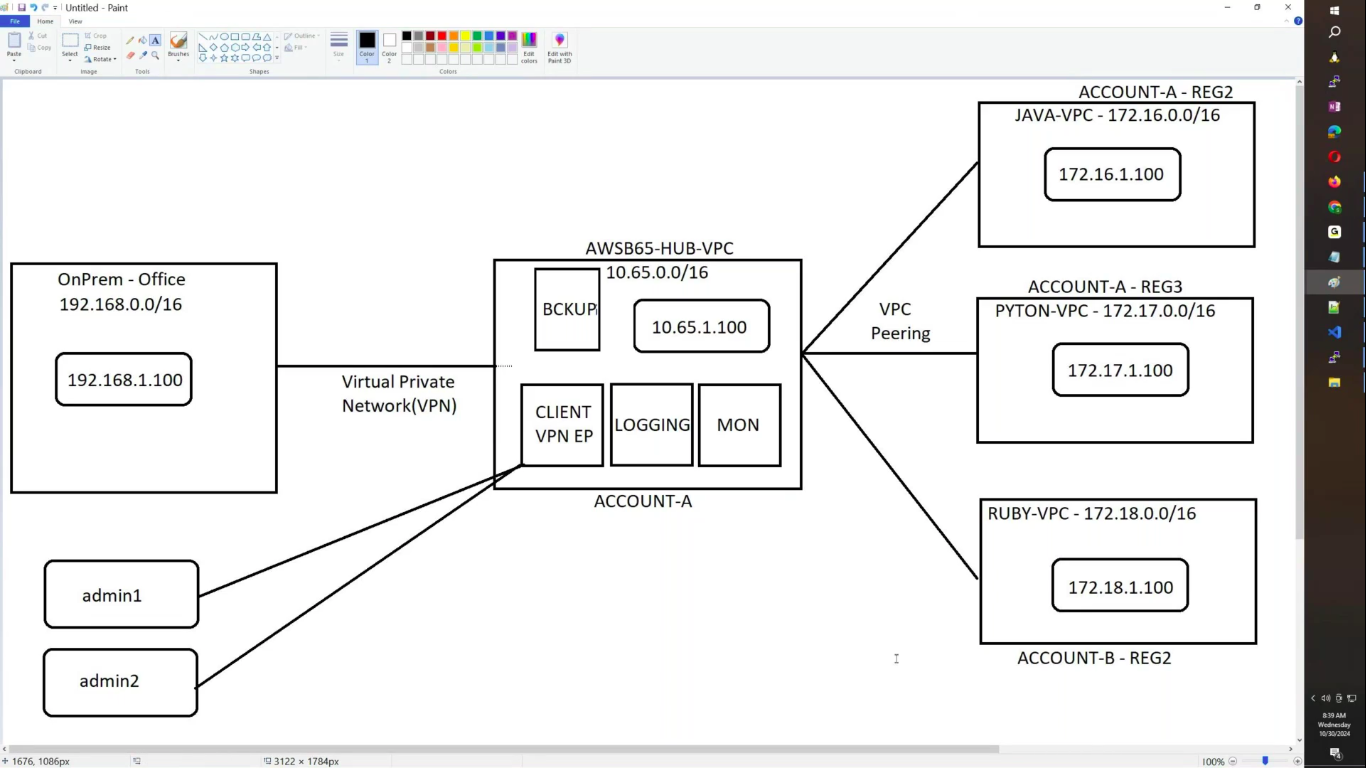 Untitled - Paint
File
Home
View
Paste
Cut
Copy
Clipboard
Select
Crop
Resize
Rotate
Image
Tools
Brushes
Shapes
Outline
Fill
Size
Color
1
Color
2
Colors
Edit
colors
Edit with
Paint 3D
ACCOUNT-A - REG2
JAVA-VPC - 172.16.0.0/16
172.16.1.100
AWSB65-HUB-VPC
10.65.0.0/16
BCKUP
10.65.1.100
OnPrem - Office
192.168.0.0/16
192.168.1.100
Virtual Private
Network(VPN)
CLIENT
VPN EP
LOGGING
MON
ACCOUNT-A
VPC
Peering
ACCOUNT-A - REG3
PYTON-VPC - 172.17.0.0/16
172.17.1.100
RUBY-VPC - 172.18.0.0/16
172.18.1.100
ACCOUNT-B - REG2
admin1
admin2
1676, 1086px
3122 × 1784px
100%
8:39 AM
Wednesday
10/30/2024